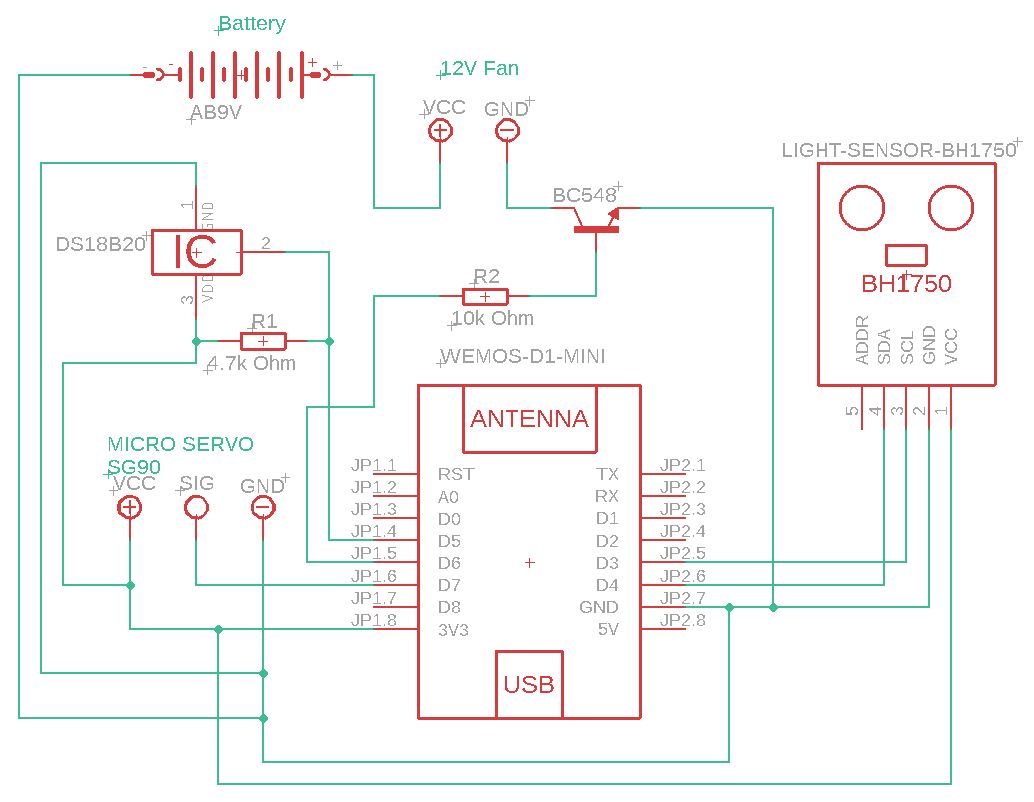 Battery
- - + +
AB9V
12V Fan
VCC GND
LIGHT-SENSOR-BH1750
BC548
1 GND
DS18B20
IC
2
3 VDD
R1
4.7k Ohm
R2
10k Ohm
BH1750
ADDR SDA SCL GND VCC
5 4 3 2 1
WEMOS-D1-MINI
ANTENNA
MICRO SERVO
SG90
VCC SIG GND
JP1.1 RST TX JP2.1
JP1.2 A0 RX JP2.2
JP1.3 D0 D1 JP2.3
JP1.4 D5 D2 JP2.4
JP1.5 D6 D3 JP2.5
JP1.6 D7 D4 JP2.6
JP1.7 D8 GND JP2.7
JP1.8 3V3 5V JP2.8
USB